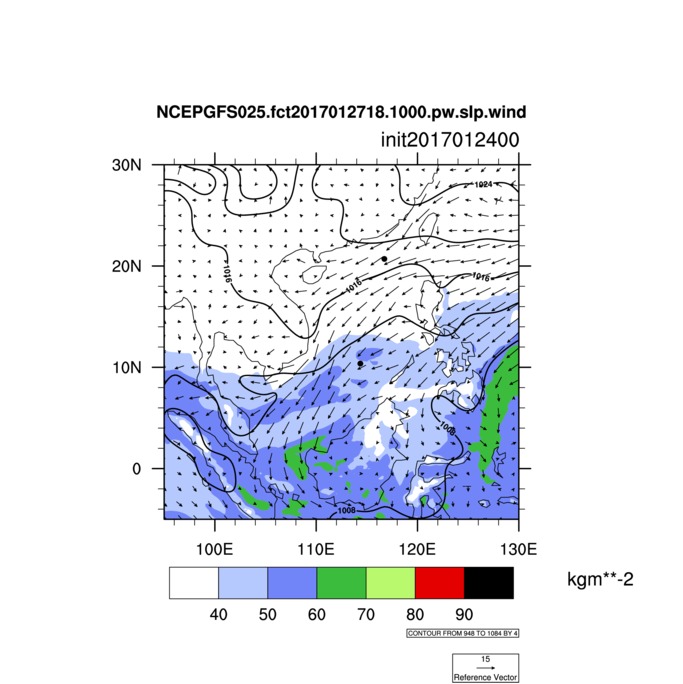 NCEPGFS025.fct2017012718.1000.pw.slp.wind
init2017012400
30N
1024
20N
1016
1016
1016
10N
1008
0
1008
100E 110E 120E 130E
kgm**-2
40 50 60 70 80 90
CONTOUR FROM 948 TO 1084 BY 4
15
Reference Vector